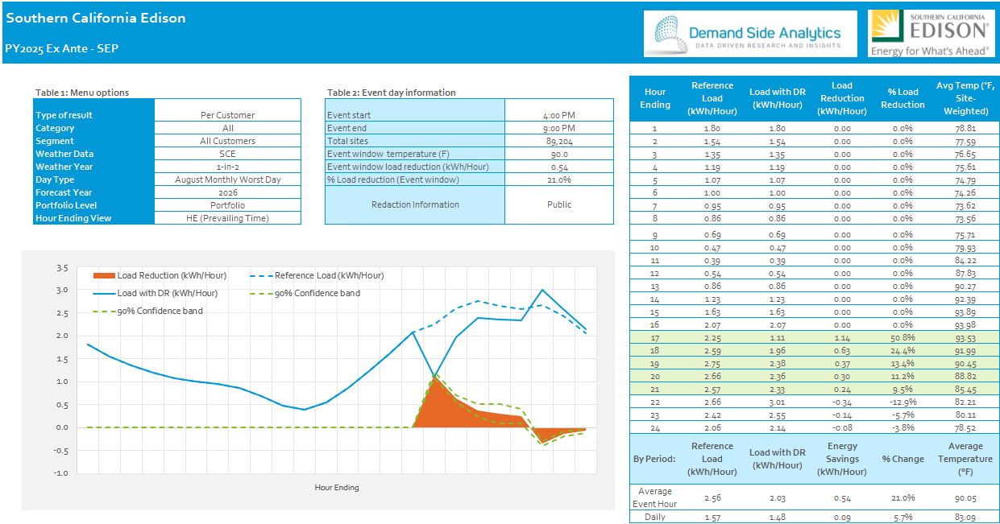 Southern California Edison
PY2025 Ex Ante - SEP
Demand Side Analytics
DATA DRIVEN RESEARCH AND INSIGHTS
SOUTHERN CALIFORNIA
EDISON®
Energy for What's Ahead®
Table 1: Menu options
Type of result Per Customer
Category All
Segment All Customers
Weather Data SCE
Weather Year 1-in-2
Day Type August Monthly Worst Day
Forecast Year 2026
Portfolio Level Portfolio
Hour Ending View HE (Prevailing Time)
Table 2: Event day information
Event start 4:00 PM
Event end 9:00 PM
Total sites 89,204
Event window temperature (F) 90.0
Event window load reduction (kWh/Hour) 0.54
% Load reduction (Event window) 21.0%
Redaction Information Public
3.5
3.0
2.5
2.0
1.5
1.0
0.5
0.0
-0.5
-1.0
Load Reduction (kWh/Hour) Reference Load (kWh/Hour)
Load with DR (kWh/Hour) 90% Confidence band
90% Confidence band
Hour Ending
Hour Ending Reference Load (kWh/Hour) Load with DR (kWh/Hour) Load Reduction (kWh/Hour) % Load Reduction Avg Temp (°F, Site-Weighted)
1 1.80 1.80 0.00 0.0% 78.81
2 1.54 1.54 0.00 0.0% 77.59
3 1.35 1.35 0.00 0.0% 76.65
4 1.19 1.19 0.00 0.0% 75.61
5 1.07 1.07 0.00 0.0% 74.79
6 1.00 1.00 0.00 0.0% 74.26
7 0.95 0.95 0.00 0.0% 73.62
8 0.86 0.86 0.00 0.0% 73.56
9 0.69 0.69 0.00 0.0% 75.71
10 0.47 0.47 0.00 0.0% 79.93
11 0.39 0.39 0.00 0.0% 84.22
12 0.54 0.54 0.00 0.0% 87.83
13 0.86 0.86 0.00 0.0% 90.27
14 1.23 1.23 0.00 0.0% 92.39
15 1.63 1.63 0.00 0.0% 93.89
16 2.07 2.07 0.00 0.0% 93.98
17 2.25 1.11 1.14 50.8% 93.53
18 2.59 1.96 0.63 24.4% 91.99
19 2.75 2.38 0.37 13.4% 90.45
20 2.66 2.36 0.30 11.2% 88.82
21 2.57 2.33 0.24 9.5% 85.45
22 2.66 3.01 -0.34 -12.9% 82.21
23 2.42 2.55 -0.14 -5.7% 80.11
24 2.06 2.14 -0.08 -3.8% 78.52
By Period: Reference Load (kWh/Hour) Load with DR (kWh/Hour) Energy Savings (kWh/Hour) % Change Average Temperature (°F)
Average Event Hour 2.56 2.03 0.54 21.0% 90.05
Daily 1.57 1.48 0.09 5.7% 83.09